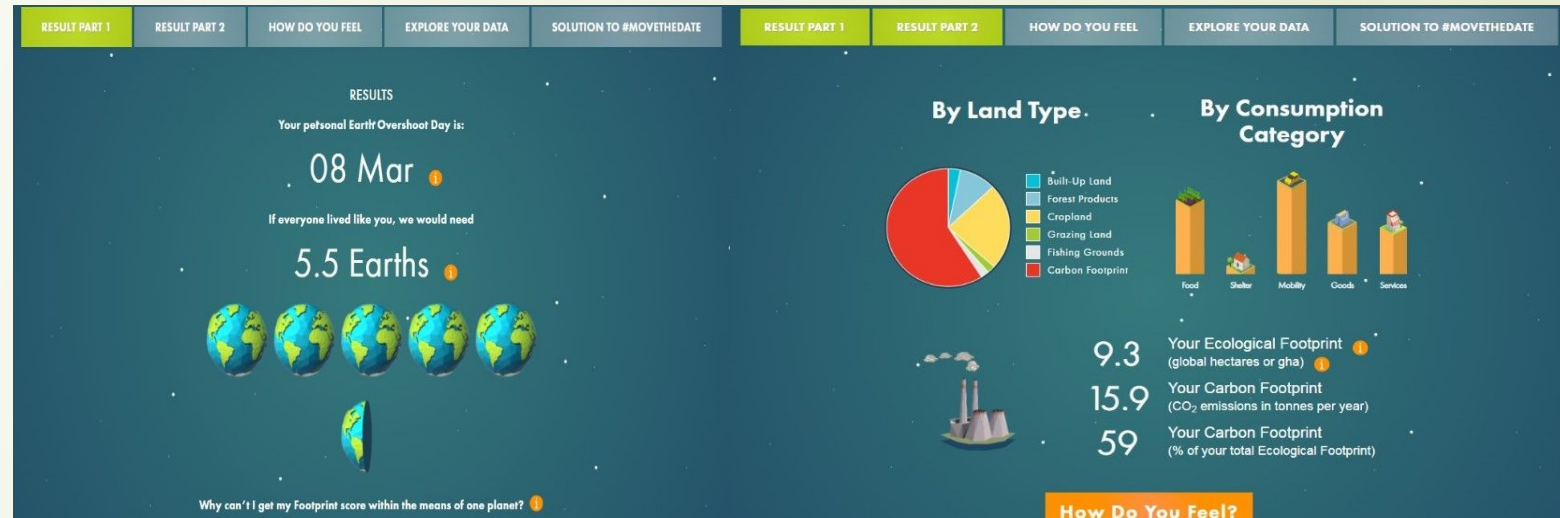 RESULT PART 1
RESULT PART 2
HOW DO YOU FEEL
EXPLORE YOUR DATA
SOLUTION TO #MOVETHEDATE
RESULTS
Your personal Earth Overshoot Day is:
08 Mar i
If everyone lived like you, we would need
5.5 Earths i
Why can't I get my Footprint score within the means of one planet? i
RESULT PART 1
RESULT PART 2
HOW DO YOU FEEL
EXPLORE YOUR DATA
SOLUTION TO #MOVETHEDATE
By Land Type
Built-Up Land
Forest Products
Cropland
Grazing Land
Fishing Grounds
Carbon Footprint
By Consumption
Category
Food
Shelter
Mobility
Goods
Services
9.3 Your Ecological Footprint i
(global hectares or gha) i
15.9 Your Carbon Footprint
(CO₂ emissions in tonnes per year)
59 Your Carbon Footprint
(% of your total Ecological Footprint)
How Do You Feel?